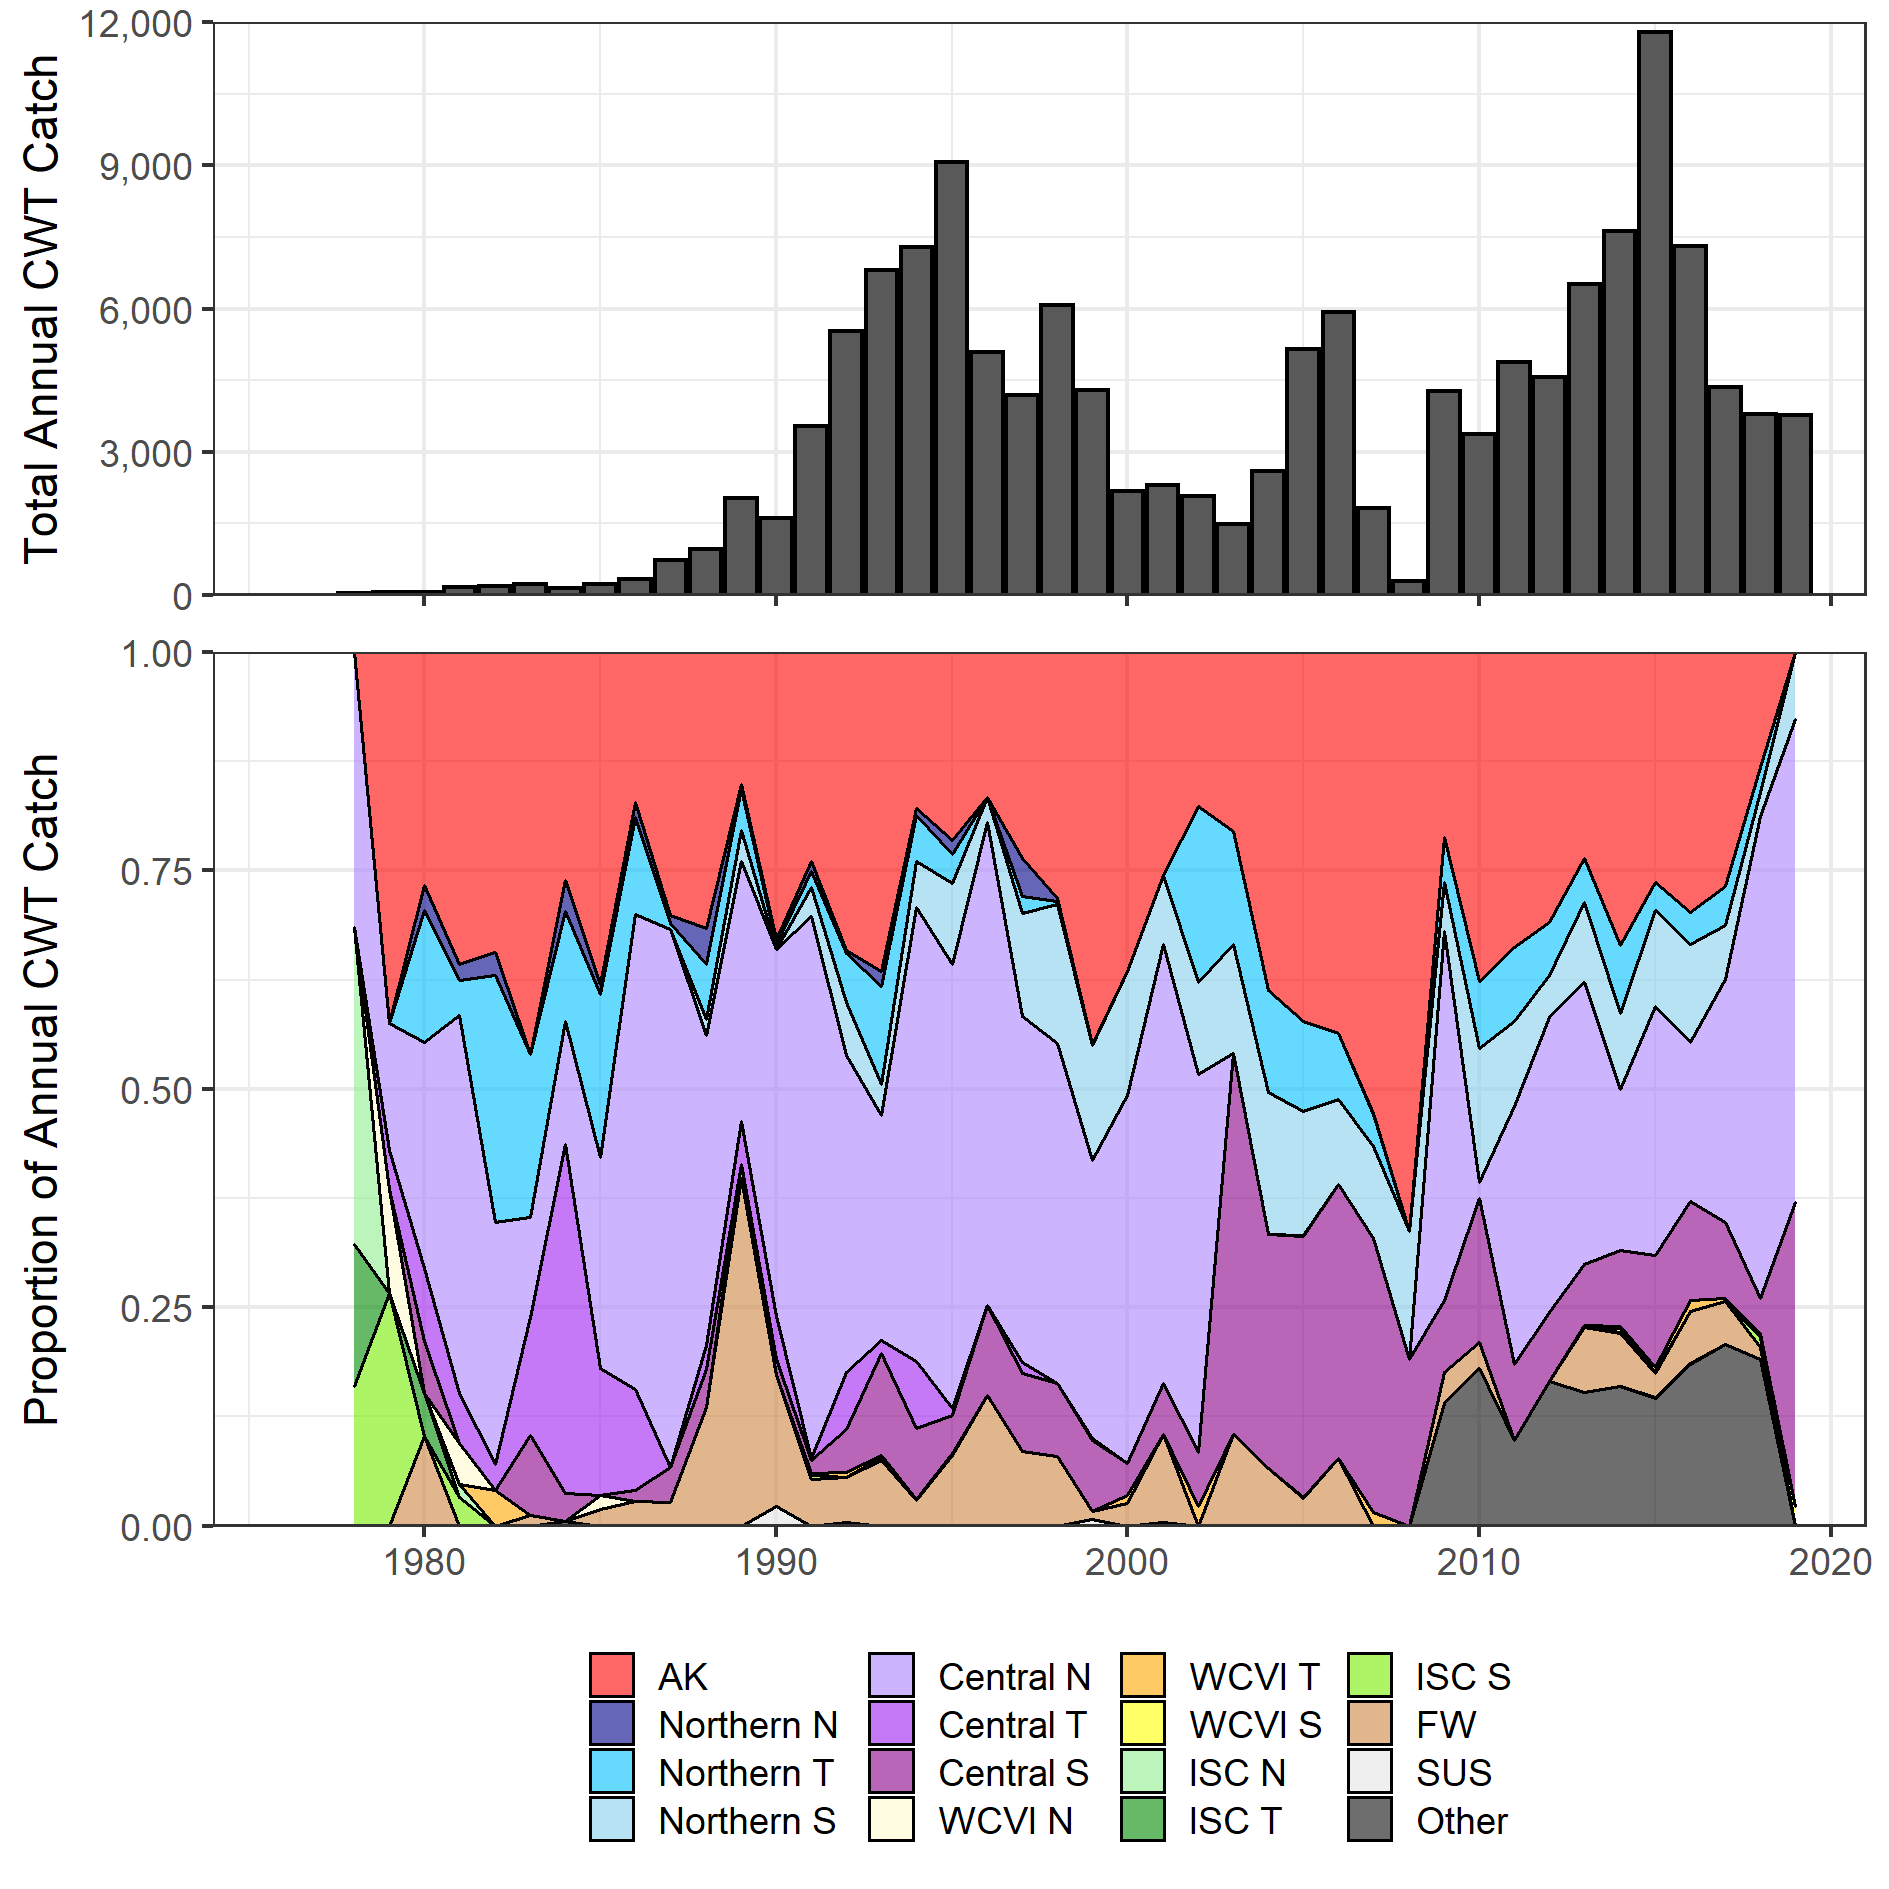 Total Annual CWT Catch
12,000
9,000
6,000
3,000
0
Proportion of Annual CWT Catch
1.00
0.75
0.50
0.25
0.00
1980 1990 2000 2010 2020
AK Central N WCVI T ISC S
Northern N Central T WCVI S FW
Northern T Central S ISC N SUS
Northern S WCVI N ISC T Other